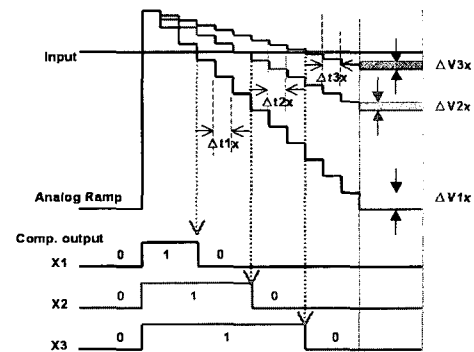 Input
Δt3x
ΔV3x
Δt2x
ΔV2x
Δt1x
Analog Ramp
ΔV1x
Comp. output
X1 0 1 0
X2 0 1 0
X3 0 1 0